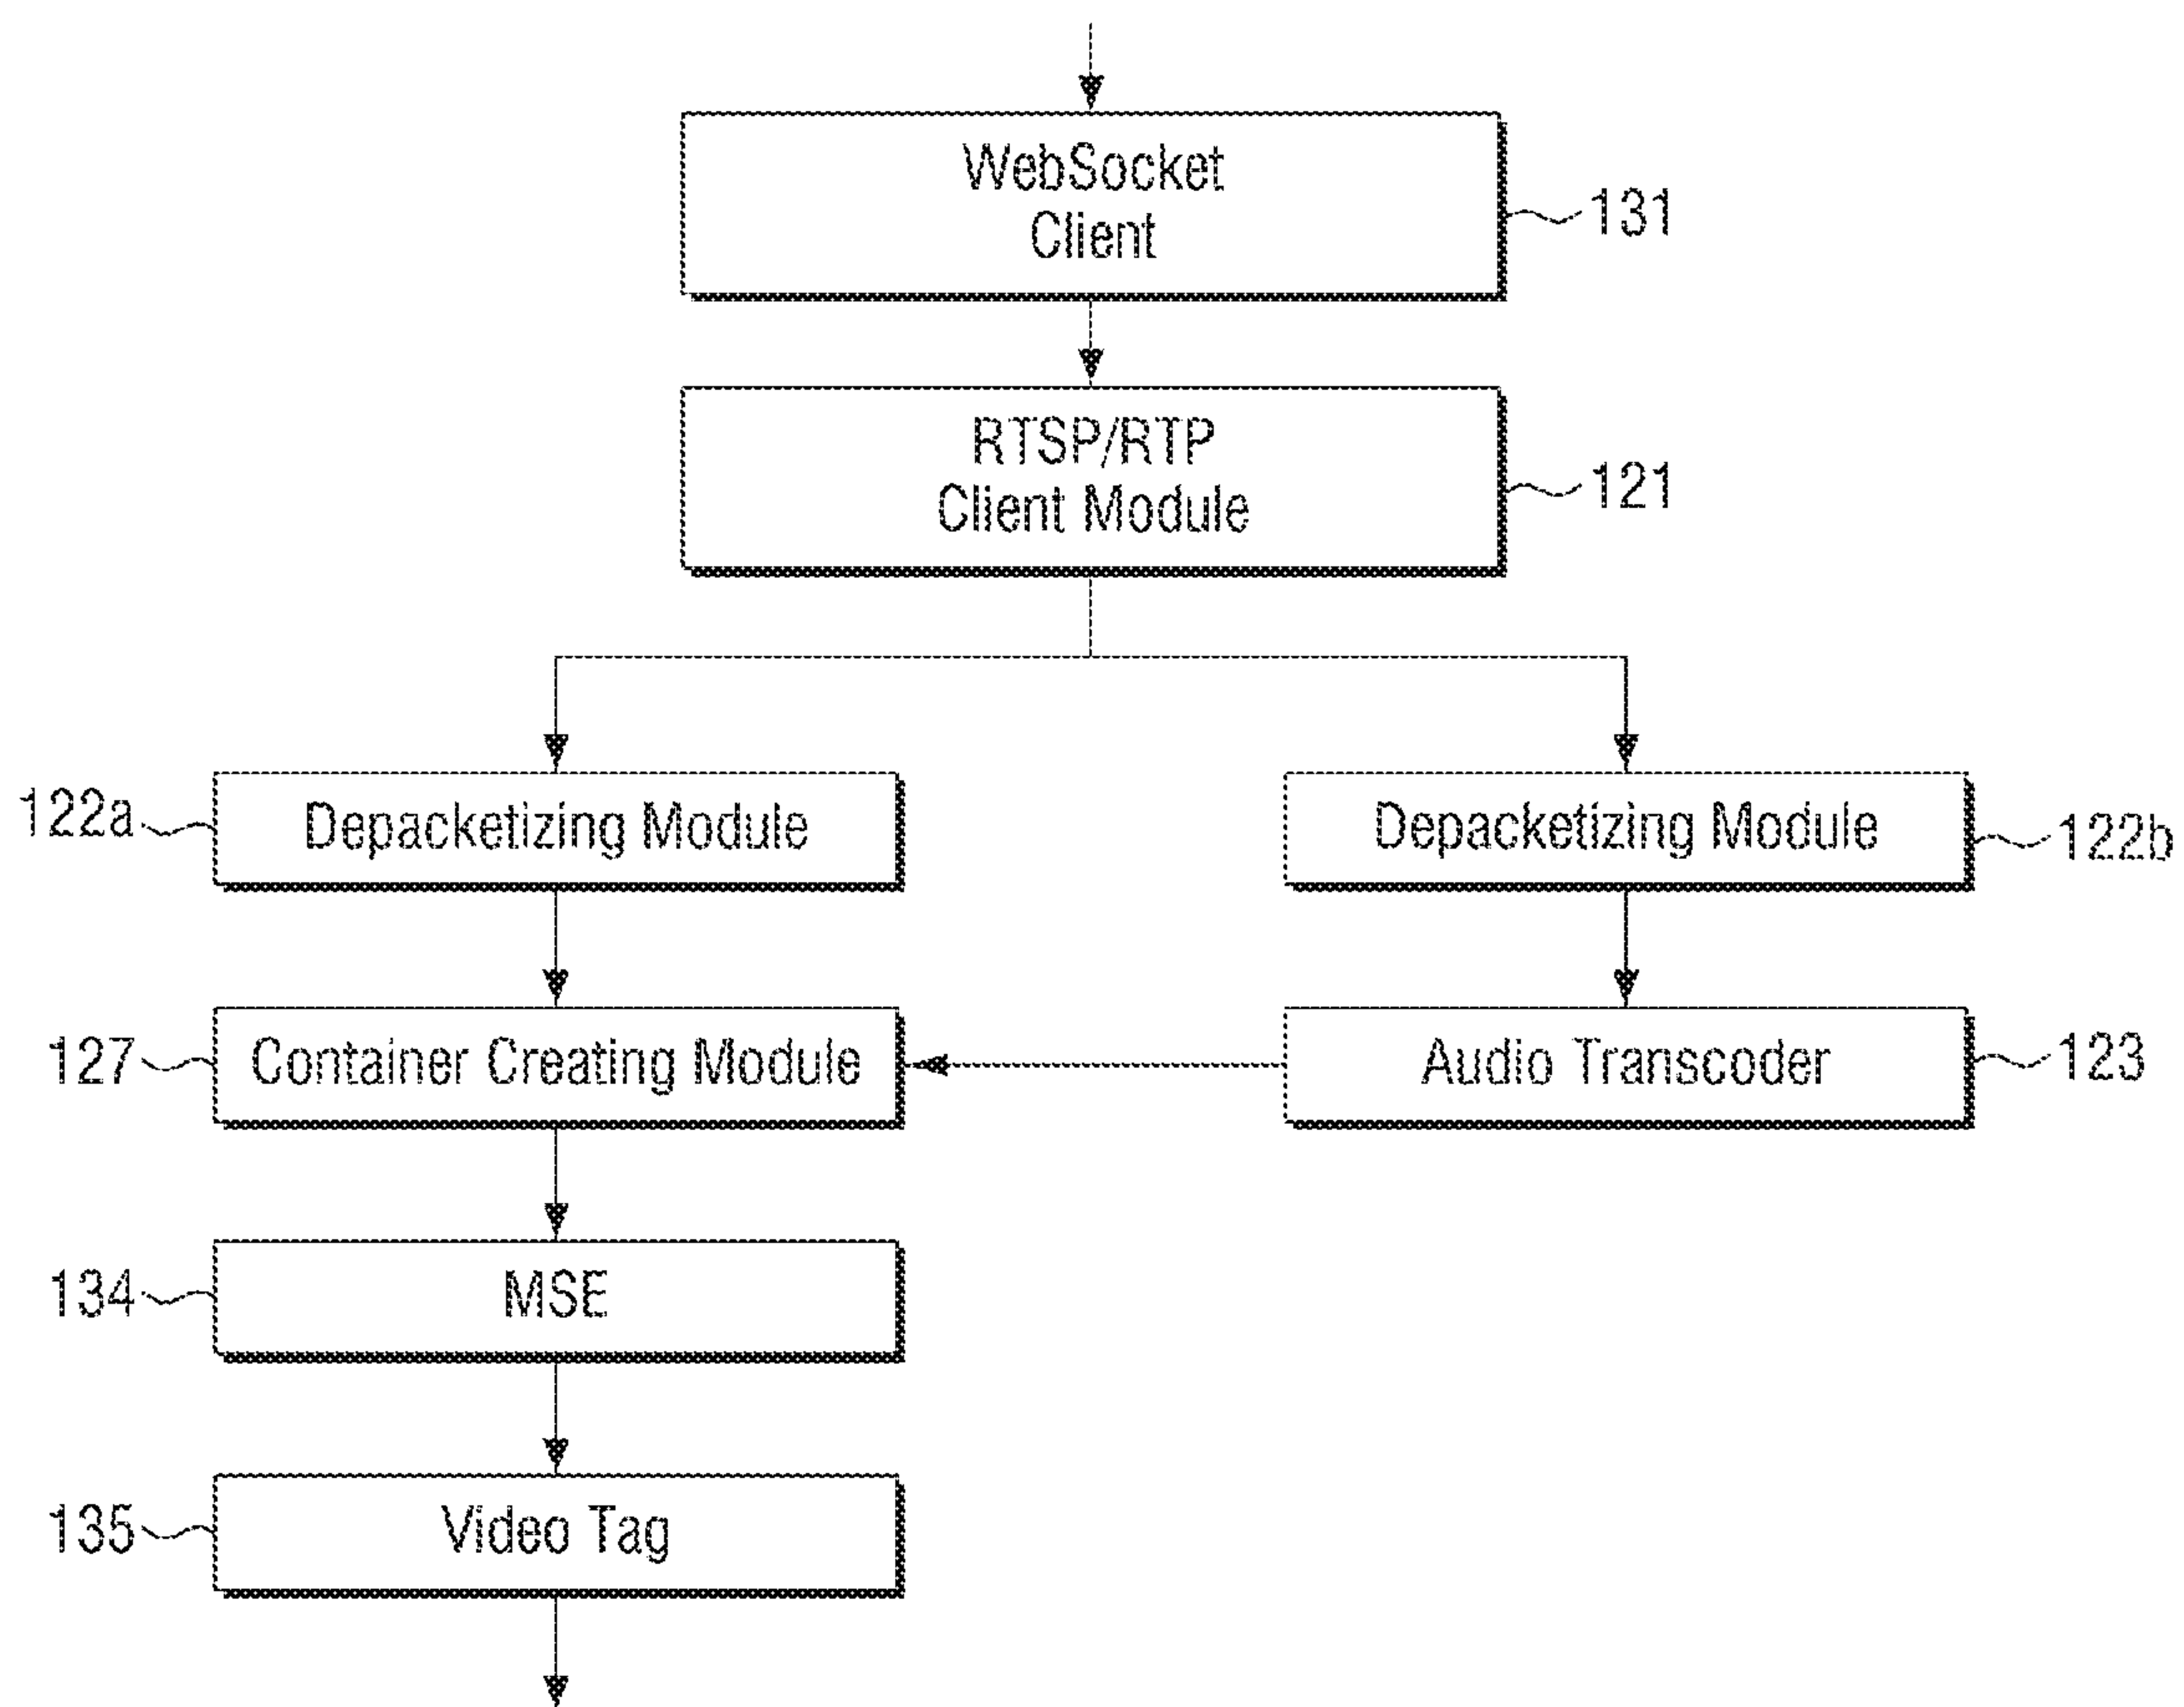 WebSocket
Client
131
RTSP/RTP
Client Module
121
122a
Depacketizing Module
Depacketizing Module
122b
127
Container Creating Module
Audio Transcoder
123
134
MSE
135
Video Tag